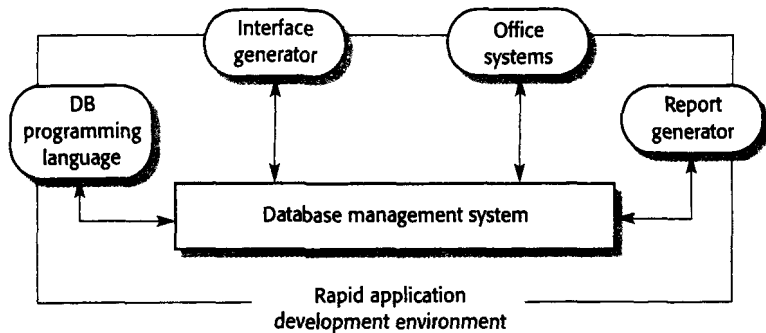 Interface
generator
Office
systems
DB
programming
language
Report
generator
Database management system
Rapid application
development environment